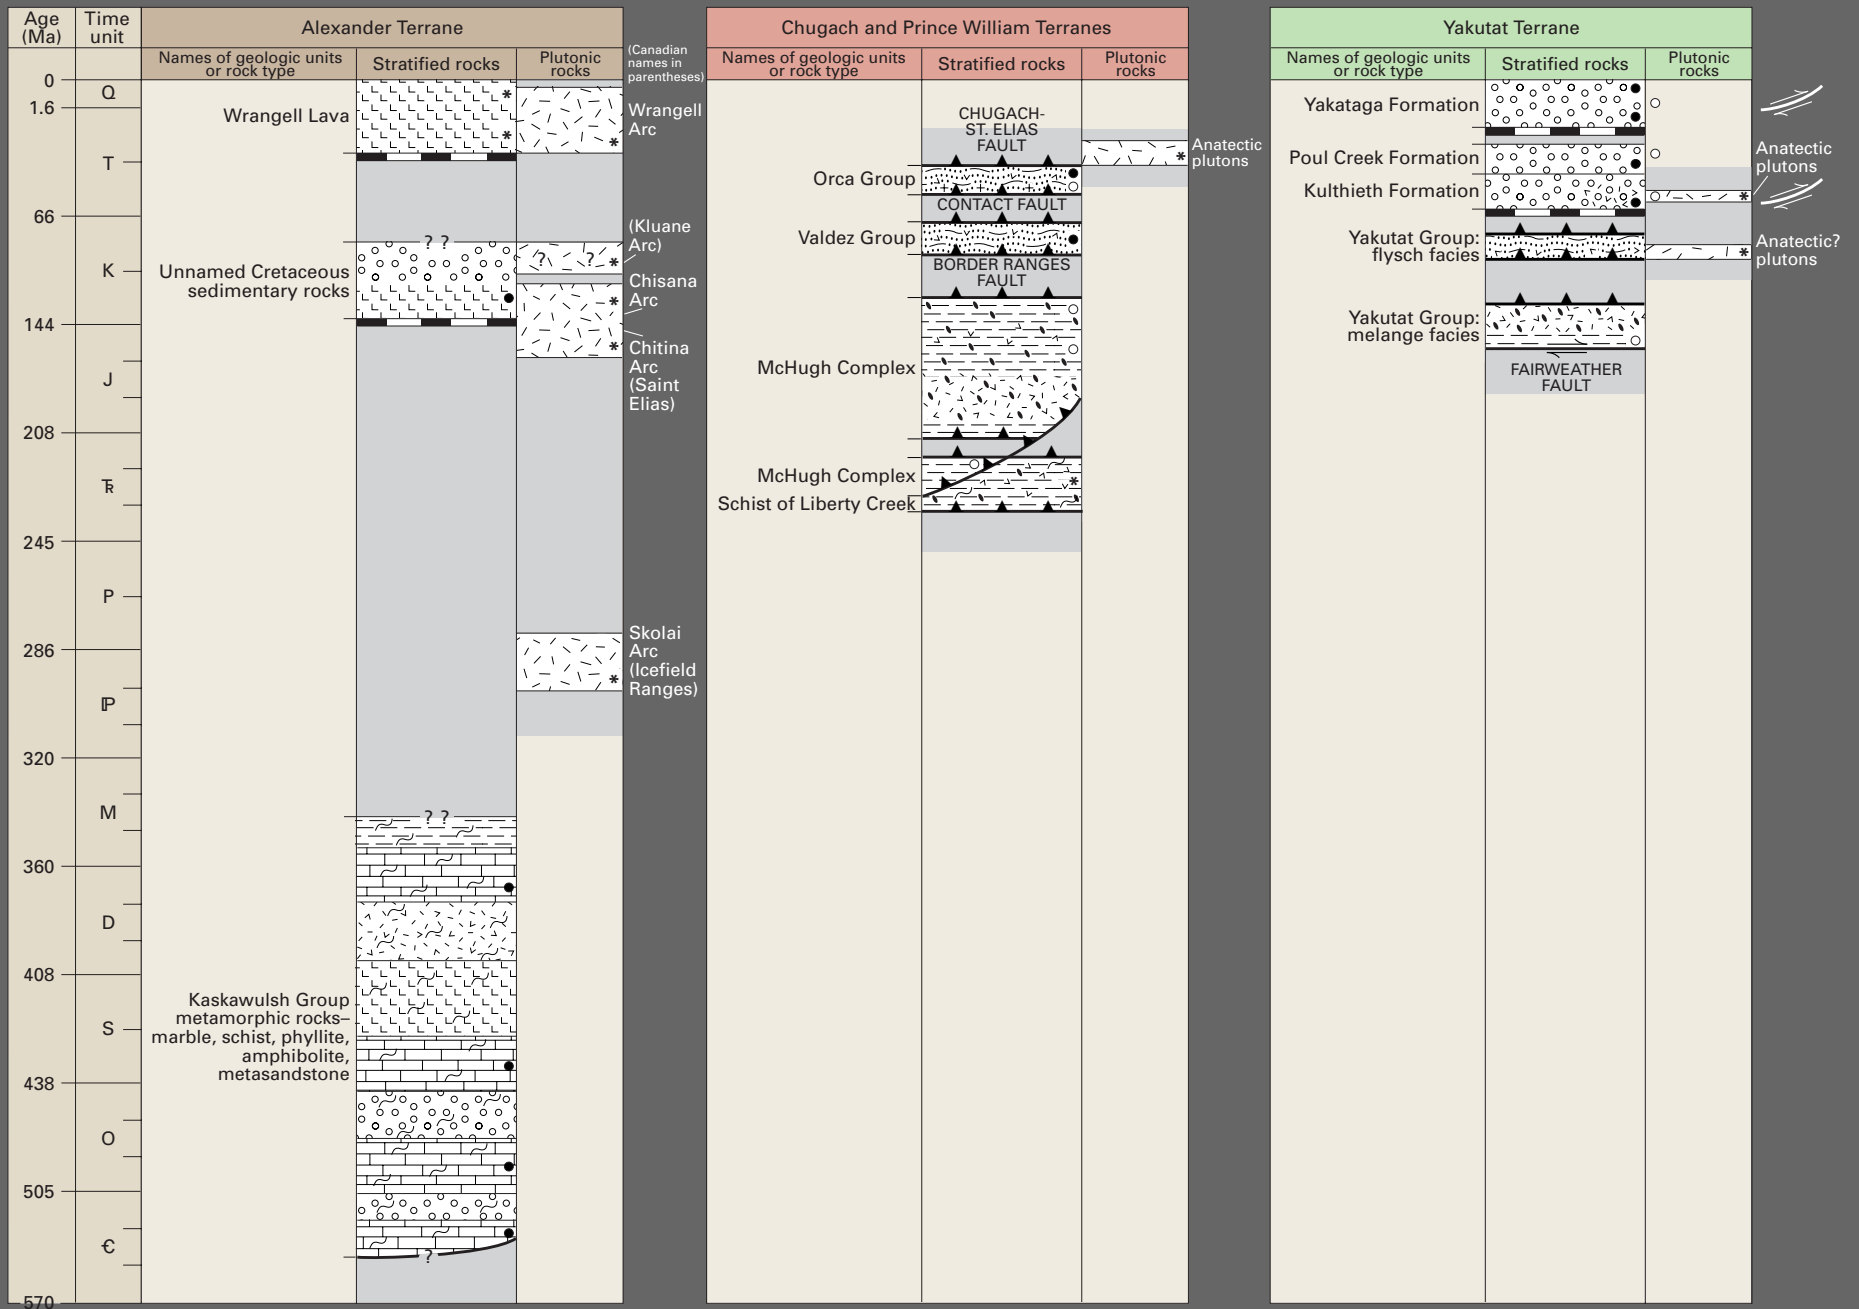 Age
(Ma)
Time
unit
Alexander Terrane
Names of geologic units
or rock type
Stratified rocks
Plutonic
rocks
(Canadian
names in
parentheses)
Chugach and Prince William Terranes
Names of geologic units
or rock type
Stratified rocks
Plutonic
rocks
Yakutat Terrane
Names of geologic units
or rock type
Stratified rocks
Plutonic
rocks
0
1.6
66
144
208
245
286
320
360
408
438
505
570
Q
T
K
J
TR
P
IP
M
D
S
O
Є
Wrangell Lava
Unnamed Cretaceous
sedimentary rocks
Kaskawulsh Group
metamorphic rocks–
marble, schist, phyllite,
amphibolite,
metasandstone
* 
*
? ?
? ?
?
*
? ? *
*
*
*
Wrangell
Arc
(Kluane
Arc)
Chisana
Arc
Chitina
Arc
(Saint
Elias)
Skolai
Arc
(Icefield
Ranges)
Orca Group
Valdez Group
McHugh Complex
McHugh Complex
Schist of Liberty Creek
CHUGACH-
ST. ELIAS
FAULT
CONTACT FAULT
BORDER RANGES
FAULT
*
*
Anatectic
plutons
Yakataga Formation
Poul Creek Formation
Kulthieth Formation
Yakutat Group:
flysch facies
Yakutat Group:
melange facies
FAIRWEATHER
FAULT
*
*
Anatectic
plutons
Anatectic?
plutons